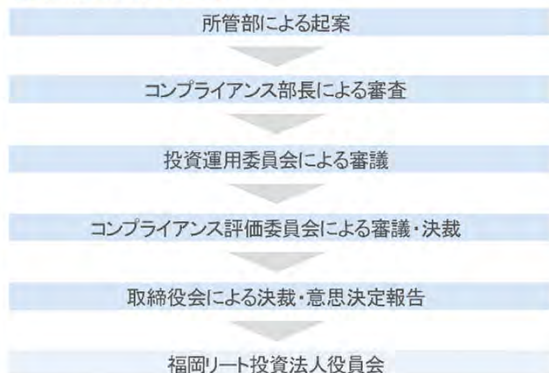 所管部による起案
コンプライアンス部長による審査
投資運用委員会による審議
コンプライアンス評価委員会による審議・決裁
取締役会による決裁・意思決定報告
福岡リート投資法人役員会